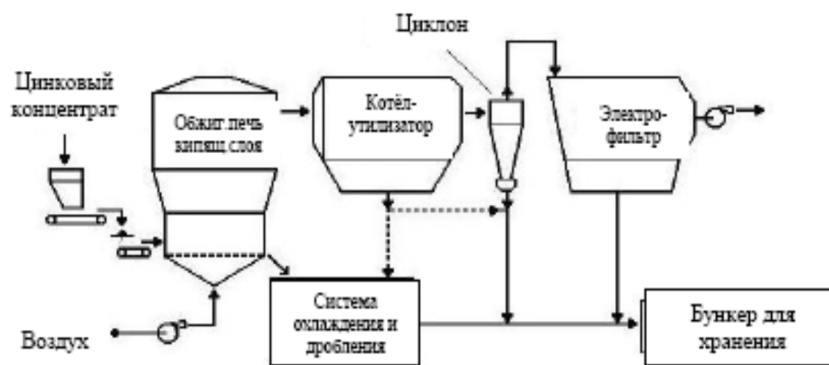 Циклон
Цинковый
концентрат
Обжиг.печь
кипящ.слоя
Котёл-
утилизатор
Электро-
фильтр
Воздух
Система
охлаждения и
дробления
Бункер для
хранения